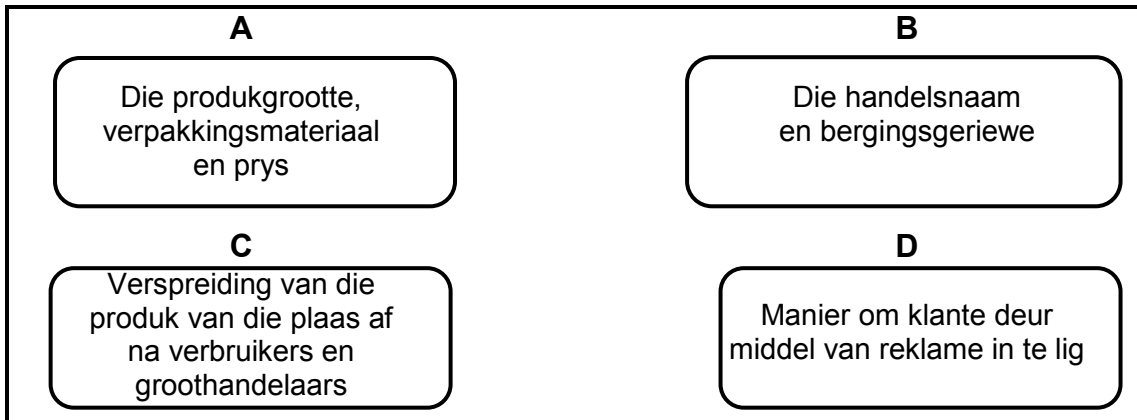 A
Die produkgrootte,
verpakkingsmateriaal
en prys
B
Die handelsnaam
en bergingsgeriewe
C
Verspreiding van die
produk van die plaas af
na verbruikers en
groothandelaars
D
Manier om klante deur
middel van reklame in te lig